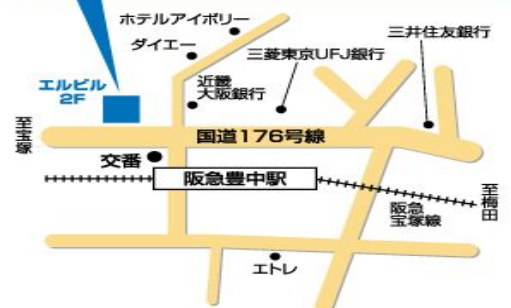 ホテルアイボリー
ダイエー
三井住友銀行
三菱東京UFJ銀行
エルビル
2F
近畿
大阪銀行
至宝塚
国道176号線
交番
阪急豊中駅
至梅田
阪急
宝塚線
エトレ